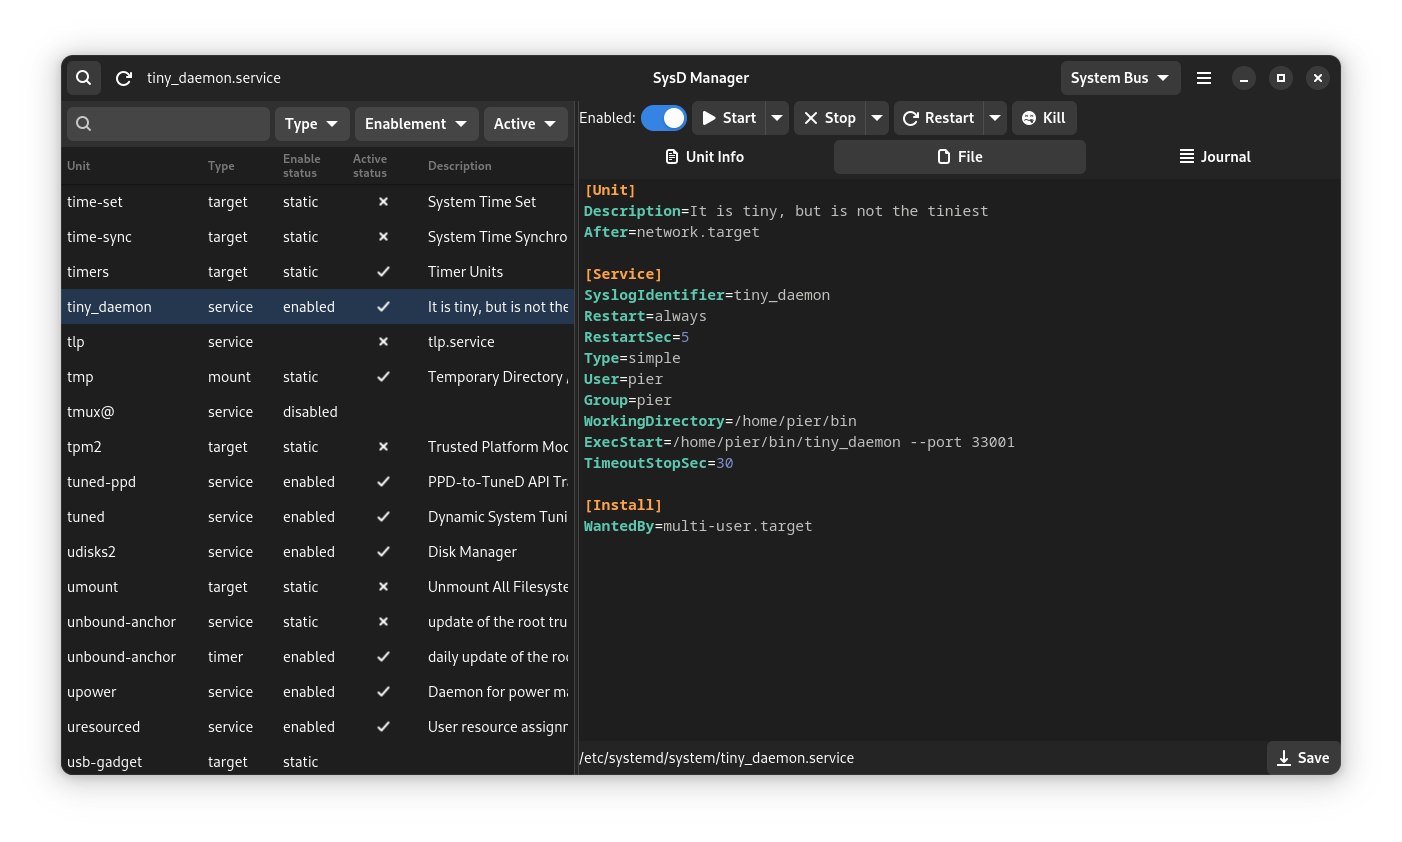 tiny_daemon.service SysD Manager System Bus
Type Enablement Active
Enabled: Start Stop Restart Kill
Unit Info File Journal
Unit Type Enable status Active status Description
time-set target static System Time Set
time-sync target static System Time Synchro
timers target static Timer Units
tiny_daemon service enabled It is tiny, but is not the
tlp service tlp.service
tmp mount static Temporary Directory
tmux@ service disabled
tpm2 target static Trusted Platform Moc
tuned-ppd service enabled PPD-to-TuneD API Tr
tuned service enabled Dynamic System Tuni
udisks2 service enabled Disk Manager
umount target static Unmount All Filesyste
unbound-anchor service static update of the root tru
unbound-anchor timer enabled daily update of the roo
upower service enabled Daemon for power ma
uresourced service enabled User resource assignm
usb-gadget target static
[Unit]
Description=It is tiny, but is not the tiniest
After=network.target
[Service]
SyslogIdentifier=tiny_daemon
Restart=always
RestartSec=5
Type=simple
User=pier
Group=pier
WorkingDirectory=/home/pier/bin
ExecStart=/home/pier/bin/tiny_daemon --port 33001
TimeoutStopSec=30
[Install]
WantedBy=multi-user.target
/etc/systemd/system/tiny_daemon.service Save